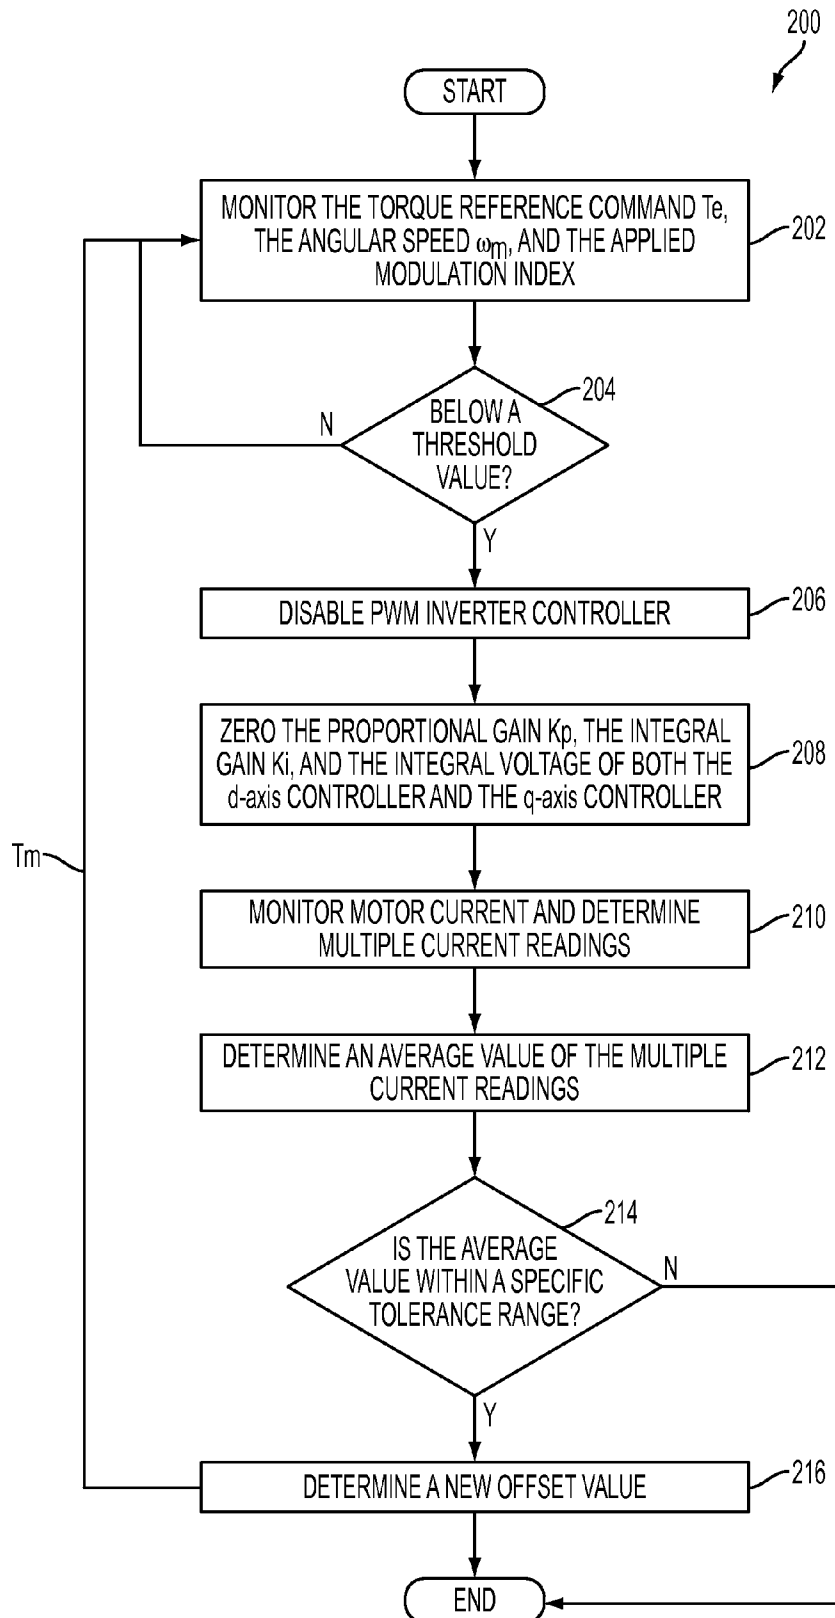 200
START
MONITOR THE TORQUE REFERENCE COMMAND Te,
THE ANGULAR SPEED ωm, AND THE APPLIED
MODULATION INDEX
202
BELOW A
THRESHOLD
VALUE?
204
N
Y
DISABLE PWM INVERTER CONTROLLER
206
ZERO THE PROPORTIONAL GAIN Kp, THE INTEGRAL
GAIN Ki, AND THE INTEGRAL VOLTAGE OF BOTH THE
d-axis CONTROLLER AND THE q-axis CONTROLLER
208
Tm
MONITOR MOTOR CURRENT AND DETERMINE
MULTIPLE CURRENT READINGS
210
DETERMINE AN AVERAGE VALUE OF THE MULTIPLE
CURRENT READINGS
212
214
IS THE AVERAGE
VALUE WITHIN A SPECIFIC
TOLERANCE RANGE?
N
Y
DETERMINE A NEW OFFSET VALUE
216
END